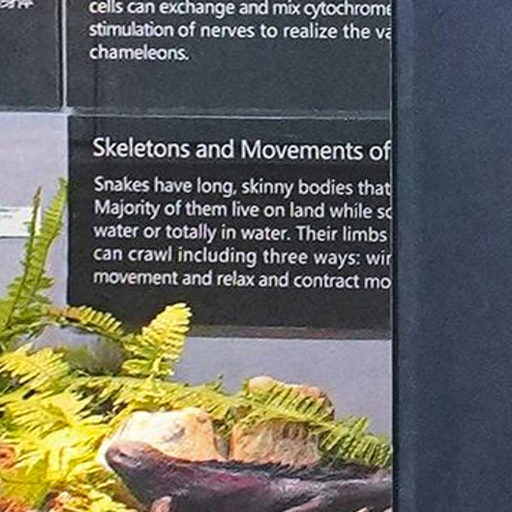 cells can exchange and mix cytochrome
stimulation of nerves to realize the va
chameleons.
Skeletons and Movements of
Snakes have long, skinny bodies that
Majority of them live on land while so
water or totally in water. Their limbs
can crawl including three ways: wi
movement and relax and contract mo